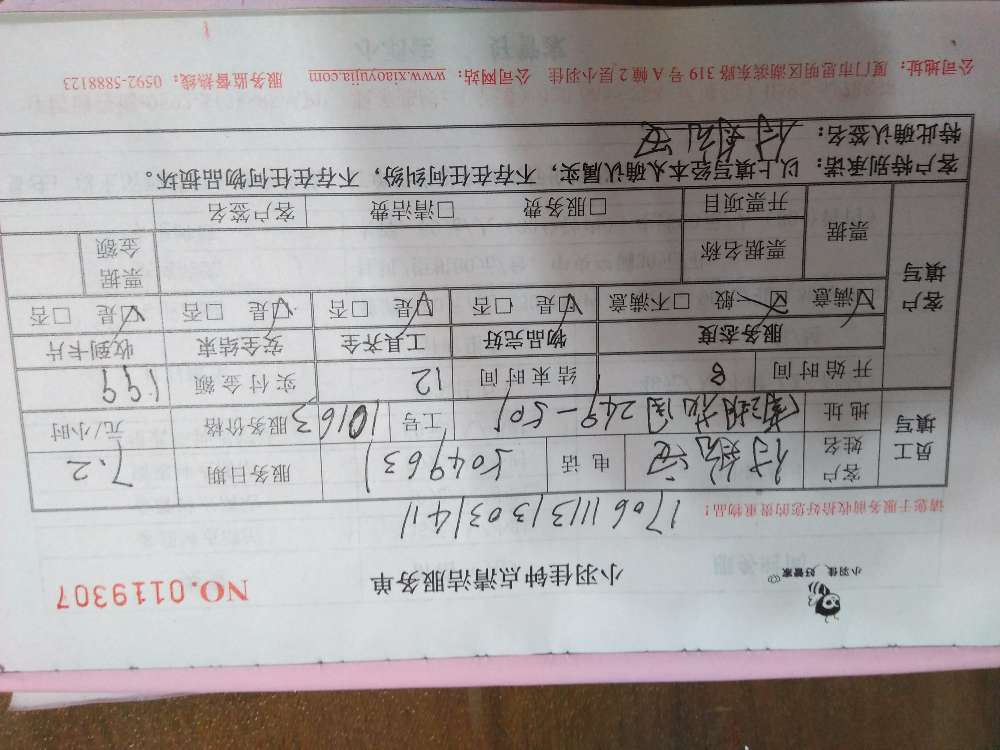 小羽佳 好管家
小羽佳钟点清洁服务单
NO.0119307
请您于服务前收拾好您的贵重物品!
1706111313031411
员工填写
客户姓名 电话 5049631 服务日期 7.2
地址 249-501 工号 10163 服务价格 元/小时
开始时间 8 结束时间 12 实付金额 199
客户填写
服务态度 物品完好 工具齐全 安全结束 收到卡片
☑满意 ☑一般 □不满意 ☑是 □否 ☑是 □否 ☑是 □否 ☑是 □否
票据 票据名称 票据金额
开票项目 □服务费 □清洁费 客户签名
客户特别承诺:以上填写经本人确认属实,不存在任何纠纷,不存在任何物品损坏。
特此确认签名:
公司地址:厦门市思明区湖滨东路319号A幢2层小羽佳 公司网站:www.xiaoyujia.com 服务监督热线:0592-5888123